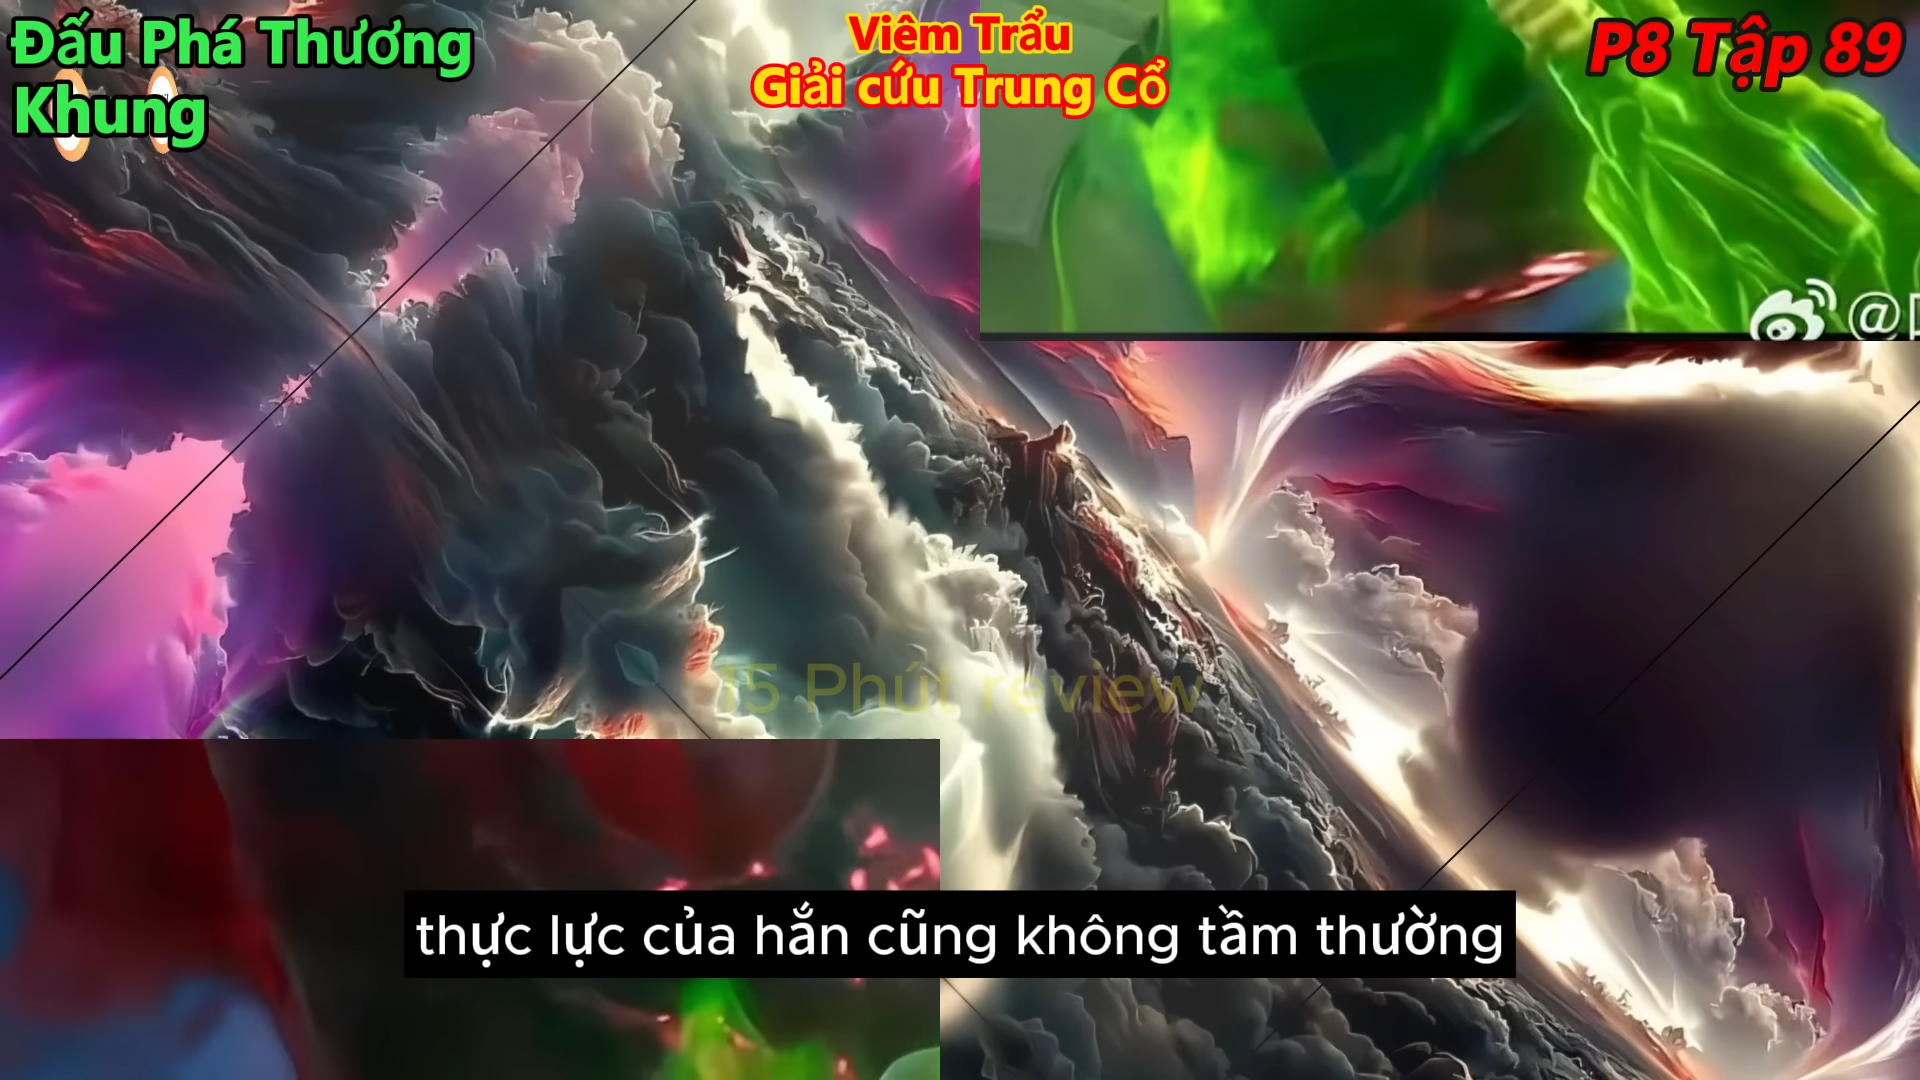 Đấu Phá Thương
Khung
Viêm Trẩu
Giải cứu Trung Cổ
P8 Tập 89
@
15 Phút review
thực lực của hắn cũng không tầm thường